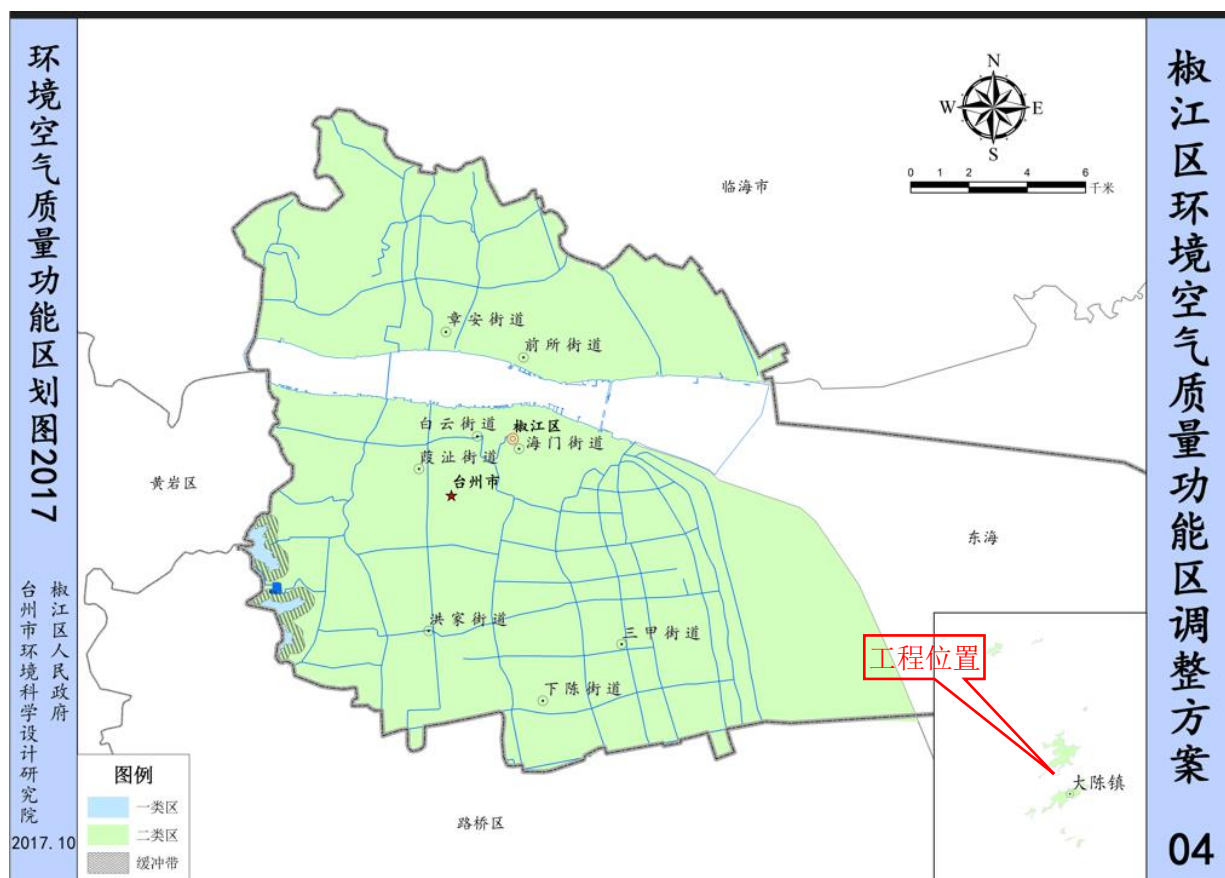 环境空气质量功能区划图2017
椒江区人民政府
台州市环境科学设计研究院
2017.10
椒江区环境空气质量功能区调整方案
04
N
W
E
S
0 1 2 4 6
千米
临海市
章安街道
前所街道
白云街道
椒江区
海门街道
葭沚街道
台州市
黄岩区
东海
洪家街道
三甲街道
工程位置
下陈街道
大陈镇
路桥区
图例
一类区
二类区
缓冲带